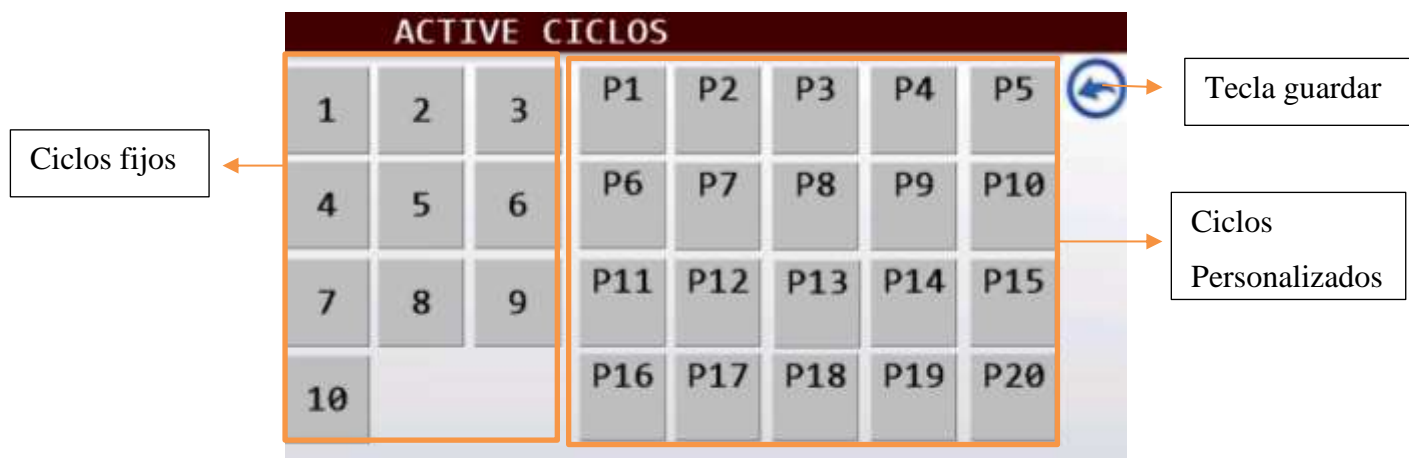 ACTIVE CICLOS
1 2 3 P1 P2 P3 P4 P5
Tecla guardar
Ciclos fijos
4 5 6 P6 P7 P8 P9 P10
Ciclos
Personalizados
7 8 9 P11 P12 P13 P14 P15
10 P16 P17 P18 P19 P20